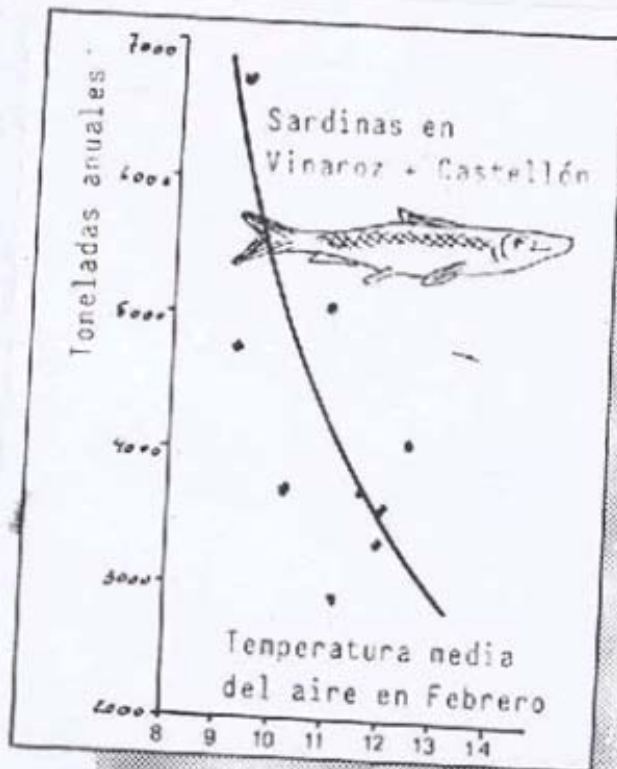 Toneladas anuales
7000
6000
5000
4000
3000
2000
Sardinas en
Vinaroz + Castellón
Temperatura media
del aire en Febrero
8 9 10 11 12 13 14